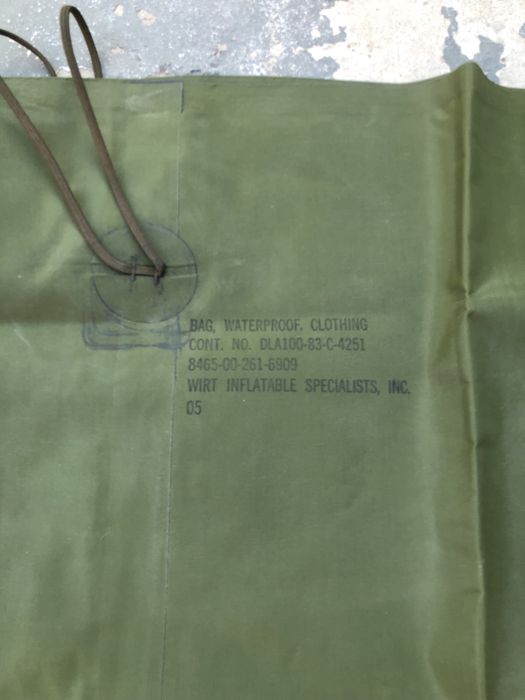 BAG, WATERPROOF, CLOTHING
CONT. NO. DLA100-83-C-4251
8465-00-261-6909
WIRT INFLATABLE SPECIALISTS, INC.
05